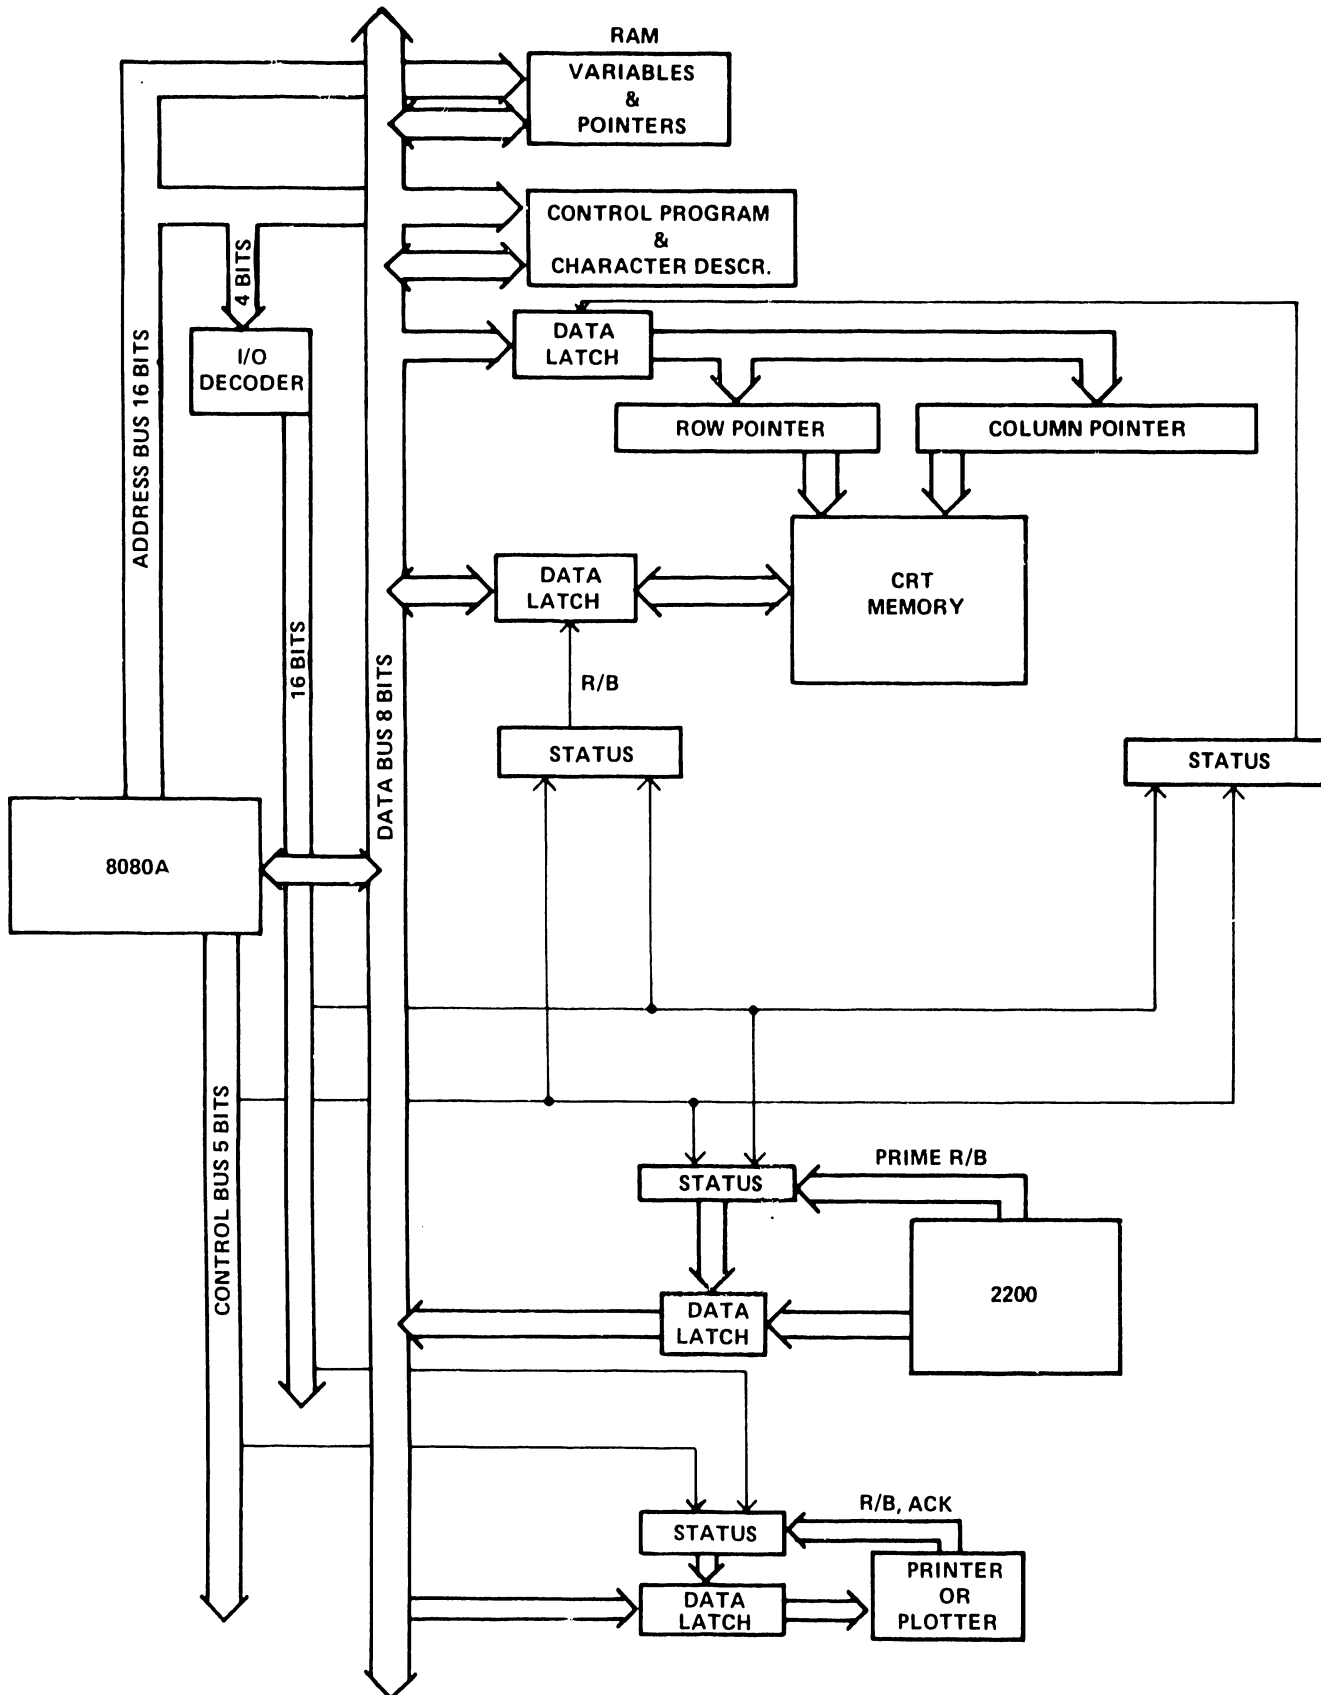 RAM
VARIABLES
&
POINTERS
CONTROL PROGRAM
&
CHARACTER DESCR.
4 BITS
I/O
DECODER
DATA
LATCH
ADDRESS BUS 16 BITS
ROW POINTER
COLUMN POINTER
DATA
LATCH
CRT
MEMORY
16 BITS
R/B
DATA BUS 8 BITS
STATUS
STATUS
8080A
CONTROL BUS 5 BITS
PRIME R/B
STATUS
2200
DATA
LATCH
R/B, ACK
STATUS
PRINTER
OR
PLOTTER
DATA
LATCH